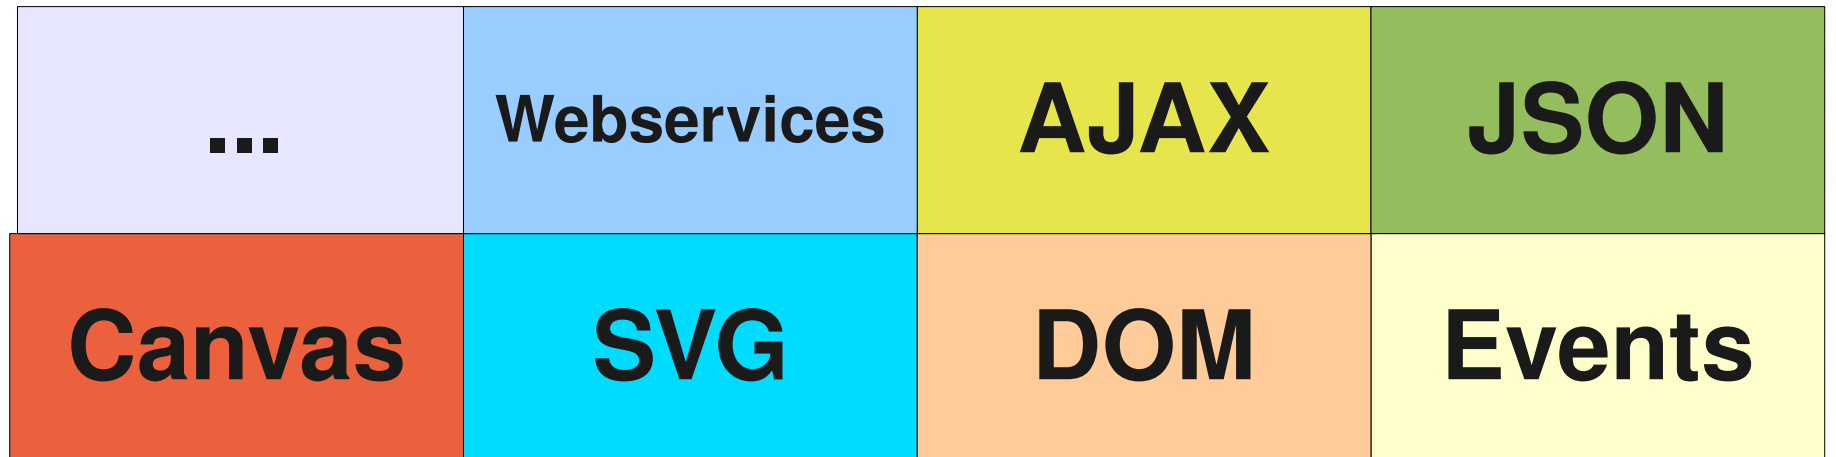 ...
Webservices
AJAX
JSON
Canvas
SVG
DOM
Events